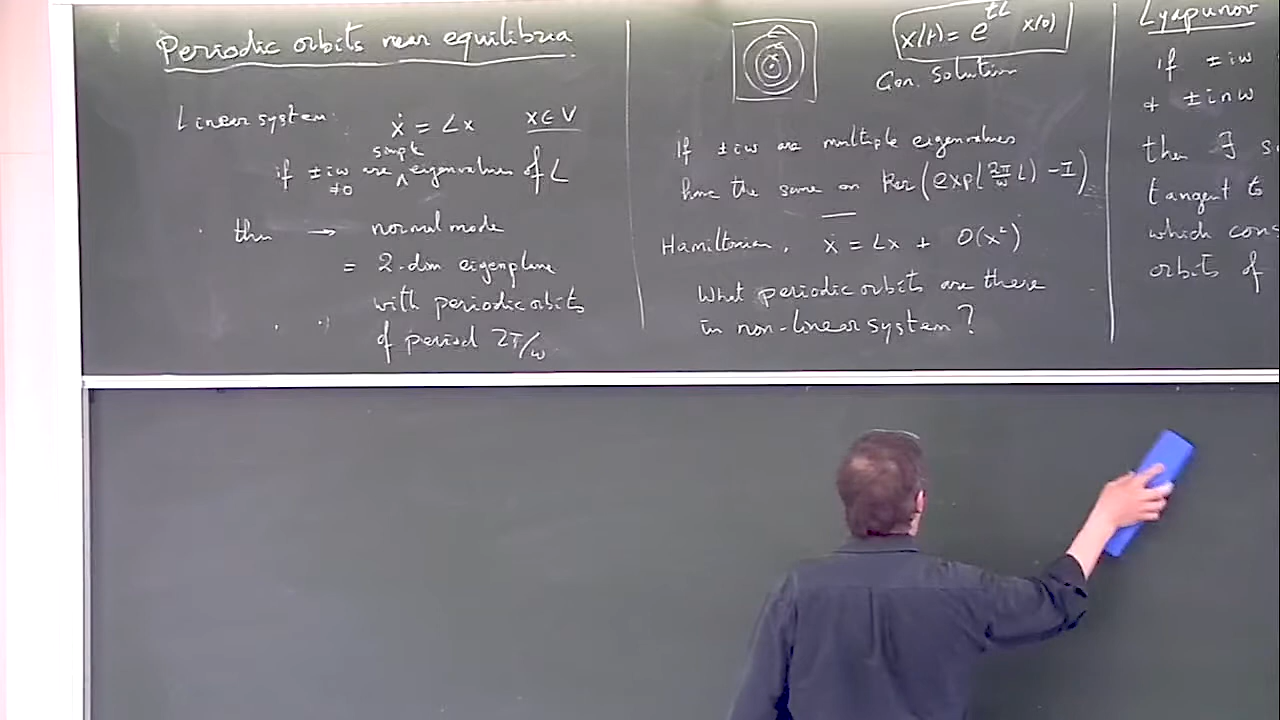 Periodic orbits near equilibria
Linear system: ẋ = Lx x ∈ V
simple
if ±iω are ∧ eigenvalues of L
≠0
then → normal mode
= 2-dim eigenplane
with periodic orbits
of period 2π/ω
x(t) = e^{tL} x(0)
Gen. Solution
if ±iω are multiple eigenvalues
have the same on Ker(exp(2π/ω L) - I)
Hamiltonian, ẋ = Lx + O(x²)
What periodic orbits are there
in non-linear system?
Lyapunov
if ±iω
± inω
then ∃
tangent to
which
orbits of